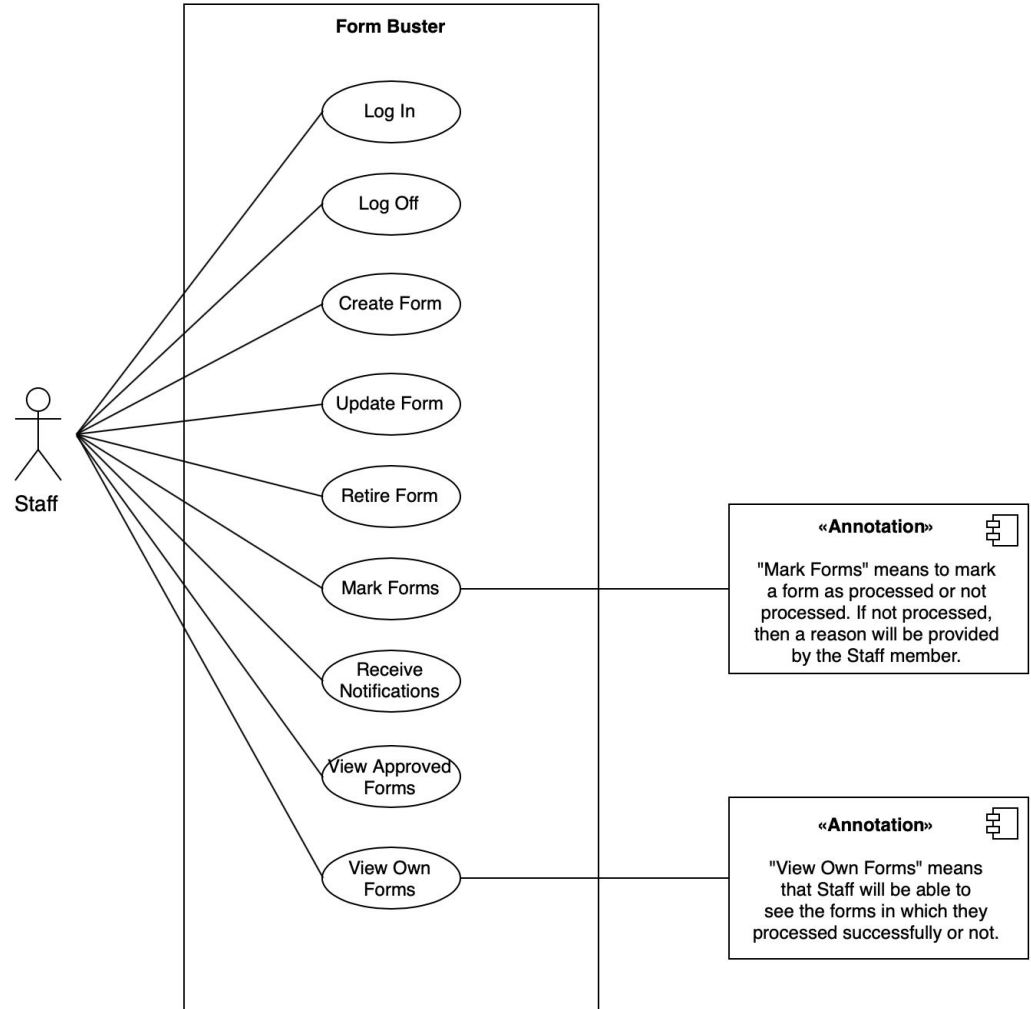 Form Buster
Log In
Log Off
Create Form
Update Form
Retire Form
Staff
Mark Forms
«Annotation»
"Mark Forms" means to mark
a form as processed or not
processed. If not processed,
then a reason will be provided
by the Staff member.
Receive
Notifications
View Approved
Forms
View Own
Forms
«Annotation»
"View Own Forms" means
that Staff will be able to
see the forms in which they
processed successfully or not.